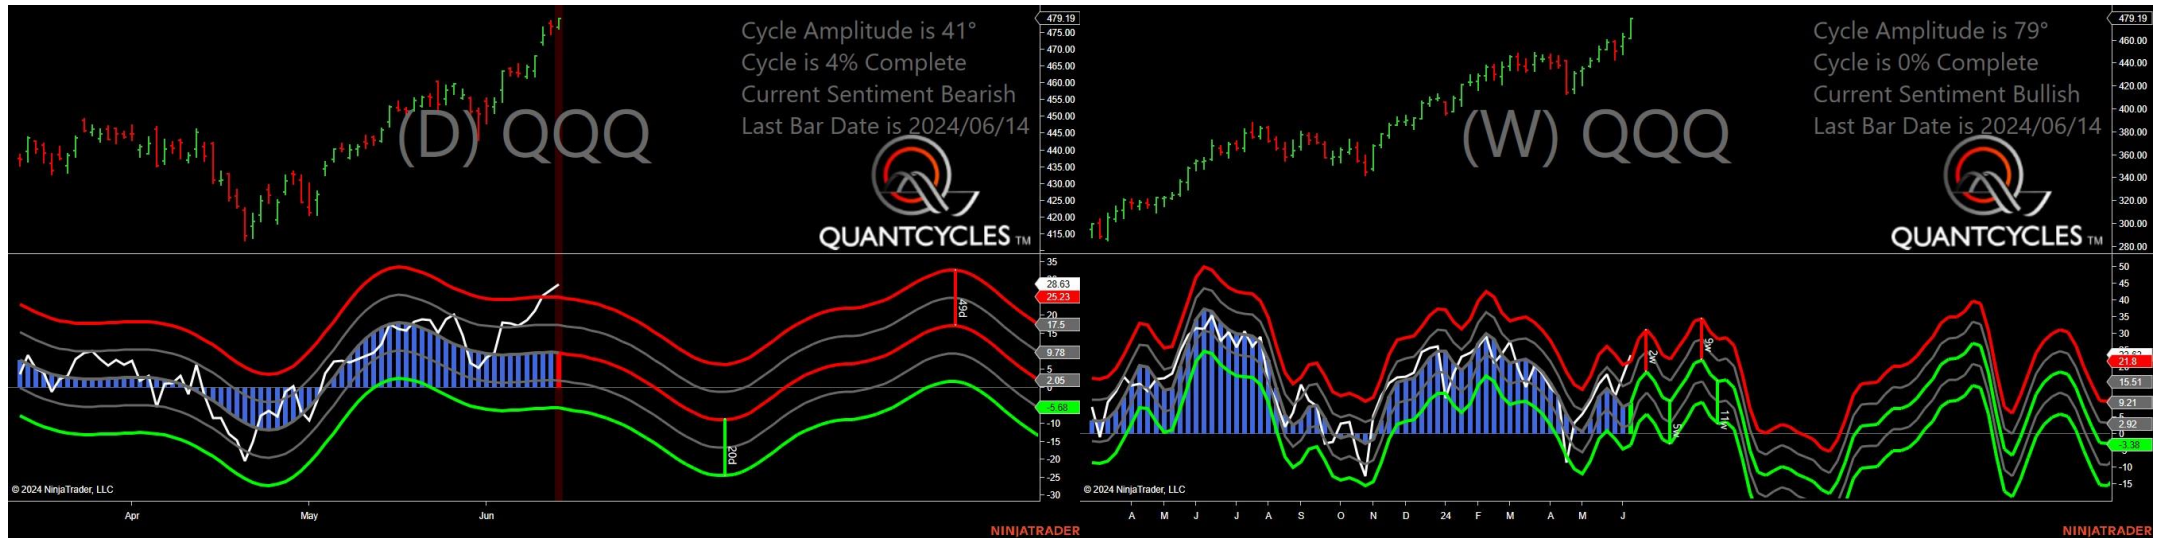 Cycle Amplitude is 41°
Cycle is 4% Complete
Current Sentiment Bearish
Last Bar Date is 2024/06/14
(D) QQQ
QUANTCYCLES TM
479.19
475.00
470.00
465.00
460.00
455.00
450.00
445.00
440.00
435.00
430.00
425.00
420.00
415.00
35
28.63
25.23
20
17.5
15
9.78
5
2.05
0
-5.68
-10
-15
-20
-25
-30
49d
20d
© 2024 NinjaTrader, LLC
Apr
May
Jun
NINJATRADER
Cycle Amplitude is 79°
Cycle is 0% Complete
Current Sentiment Bullish
Last Bar Date is 2024/06/14
(W) QQQ
QUANTCYCLES TM
479.19
460.00
440.00
420.00
400.00
380.00
360.00
340.00
320.00
300.00
280.00
50
45
40
35
30
21.8
15.51
9.21
2.92
0
-3.38
-10
-15
2w
9w
5w
11w
© 2024 NinjaTrader, LLC
A M J J A S O N D 24 F M A M J
NINJATRADER